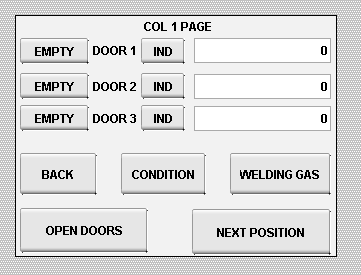 COL 1 PAGE
EMPTY DOOR 1 IND 0
EMPTY DOOR 2 IND 0
EMPTY DOOR 3 IND 0
BACK CONDITION WELDING GAS
OPEN DOORS NEXT POSITION